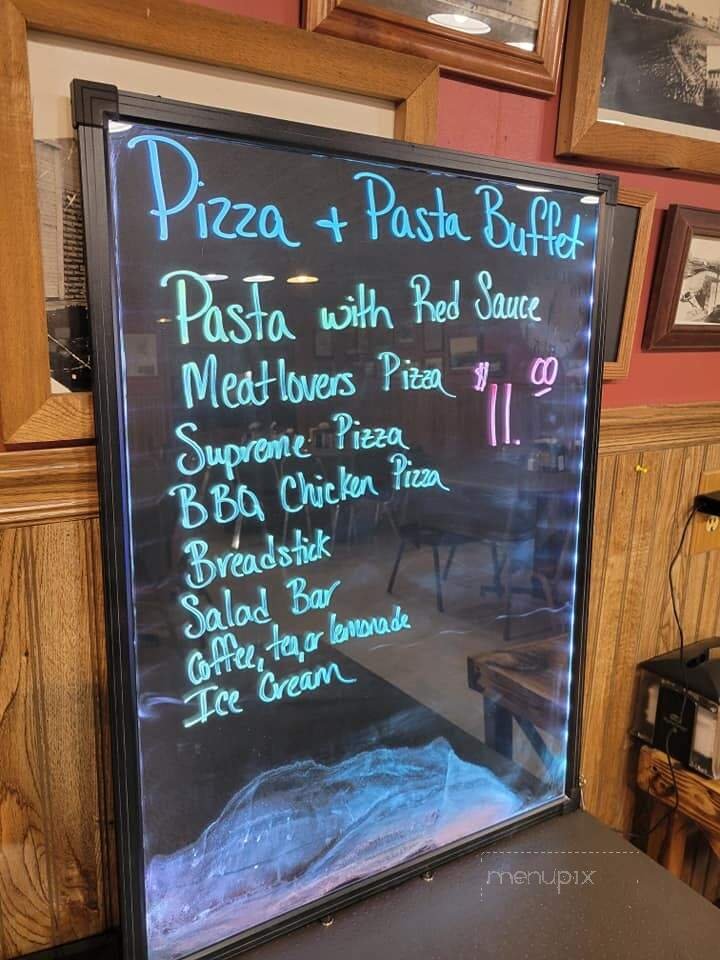 Pizza + Pasta Buffet
Pasta with Red Sauce
Meatlovers Pizza $11.00
Supreme Pizza
BBQ Chicken Pizza
Breadstick
Salad Bar
Coffee, tea, or lemonade
Ice Cream
menupix